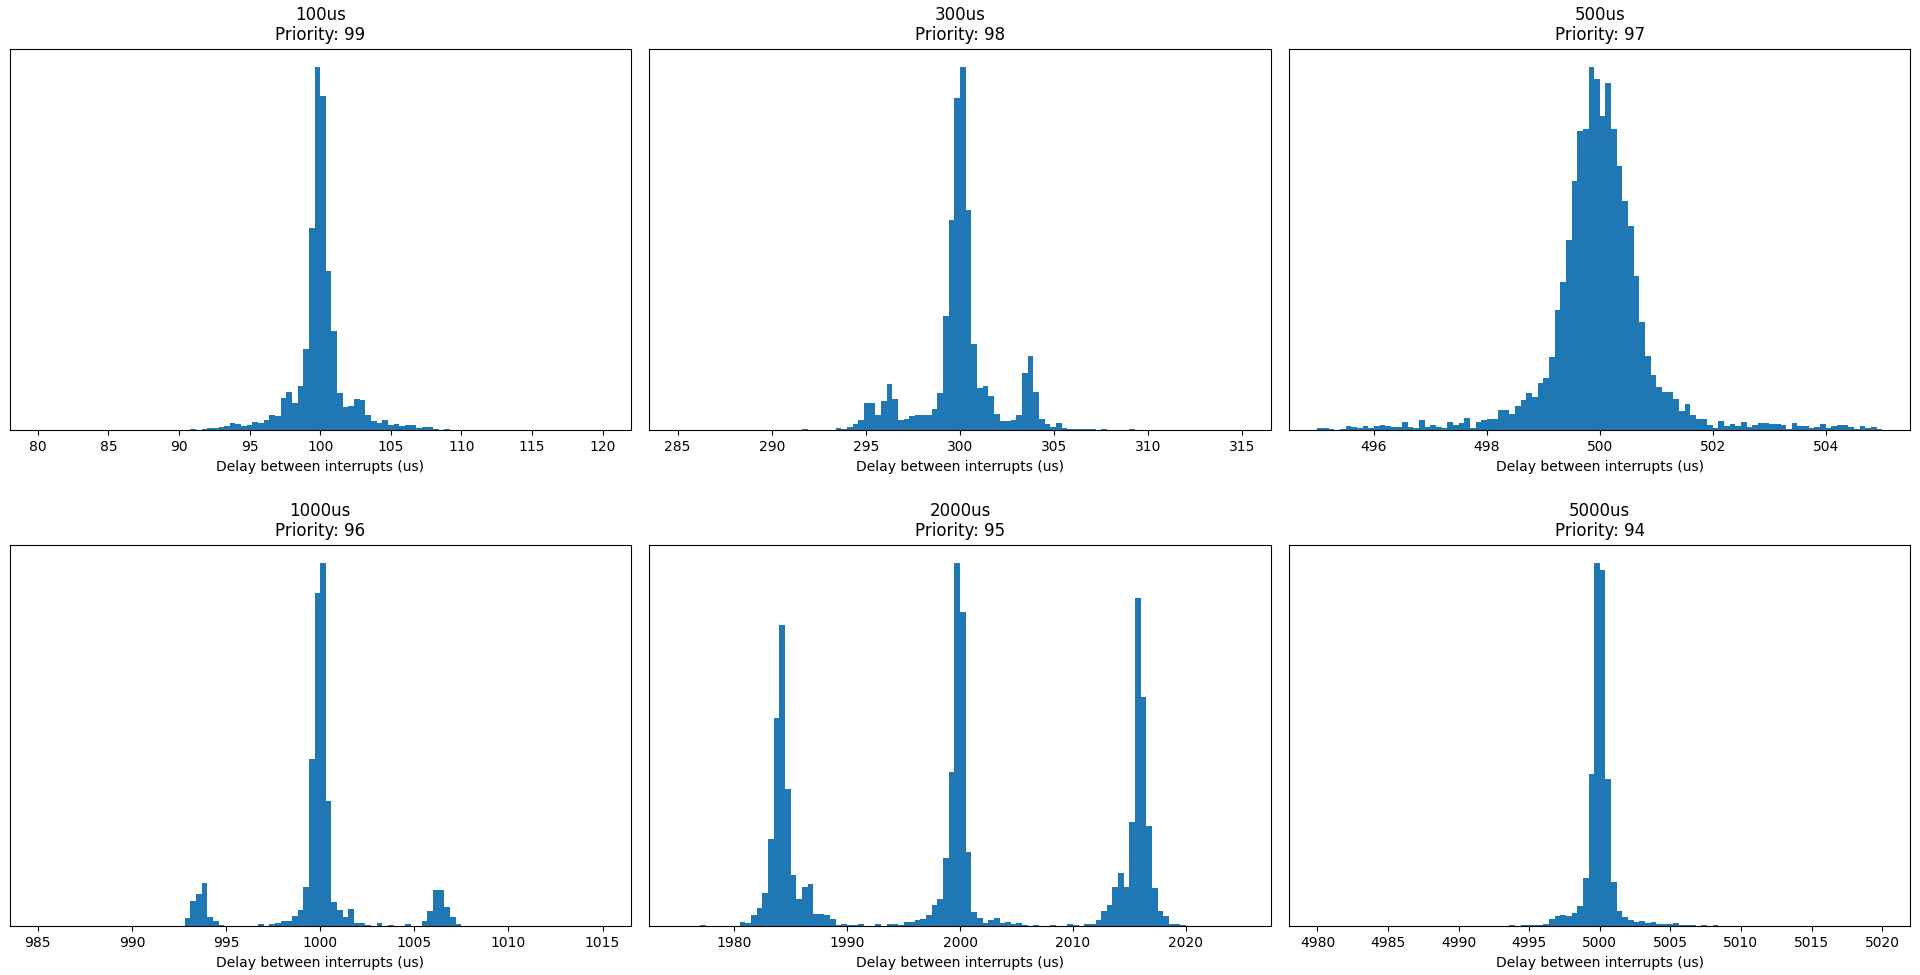 100us
Priority: 99
80 85 90 95 100 105 110 115 120
Delay between interrupts (us)
300us
Priority: 98
285 290 295 300 305 310 315
Delay between interrupts (us)
500us
Priority: 97
496 498 500 502 504
Delay between interrupts (us)
1000us
Priority: 96
985 990 995 1000 1005 1010 1015
Delay between interrupts (us)
2000us
Priority: 95
1980 1990 2000 2010 2020
Delay between interrupts (us)
5000us
Priority: 94
4980 4985 4990 4995 5000 5005 5010 5015 5020
Delay between interrupts (us)